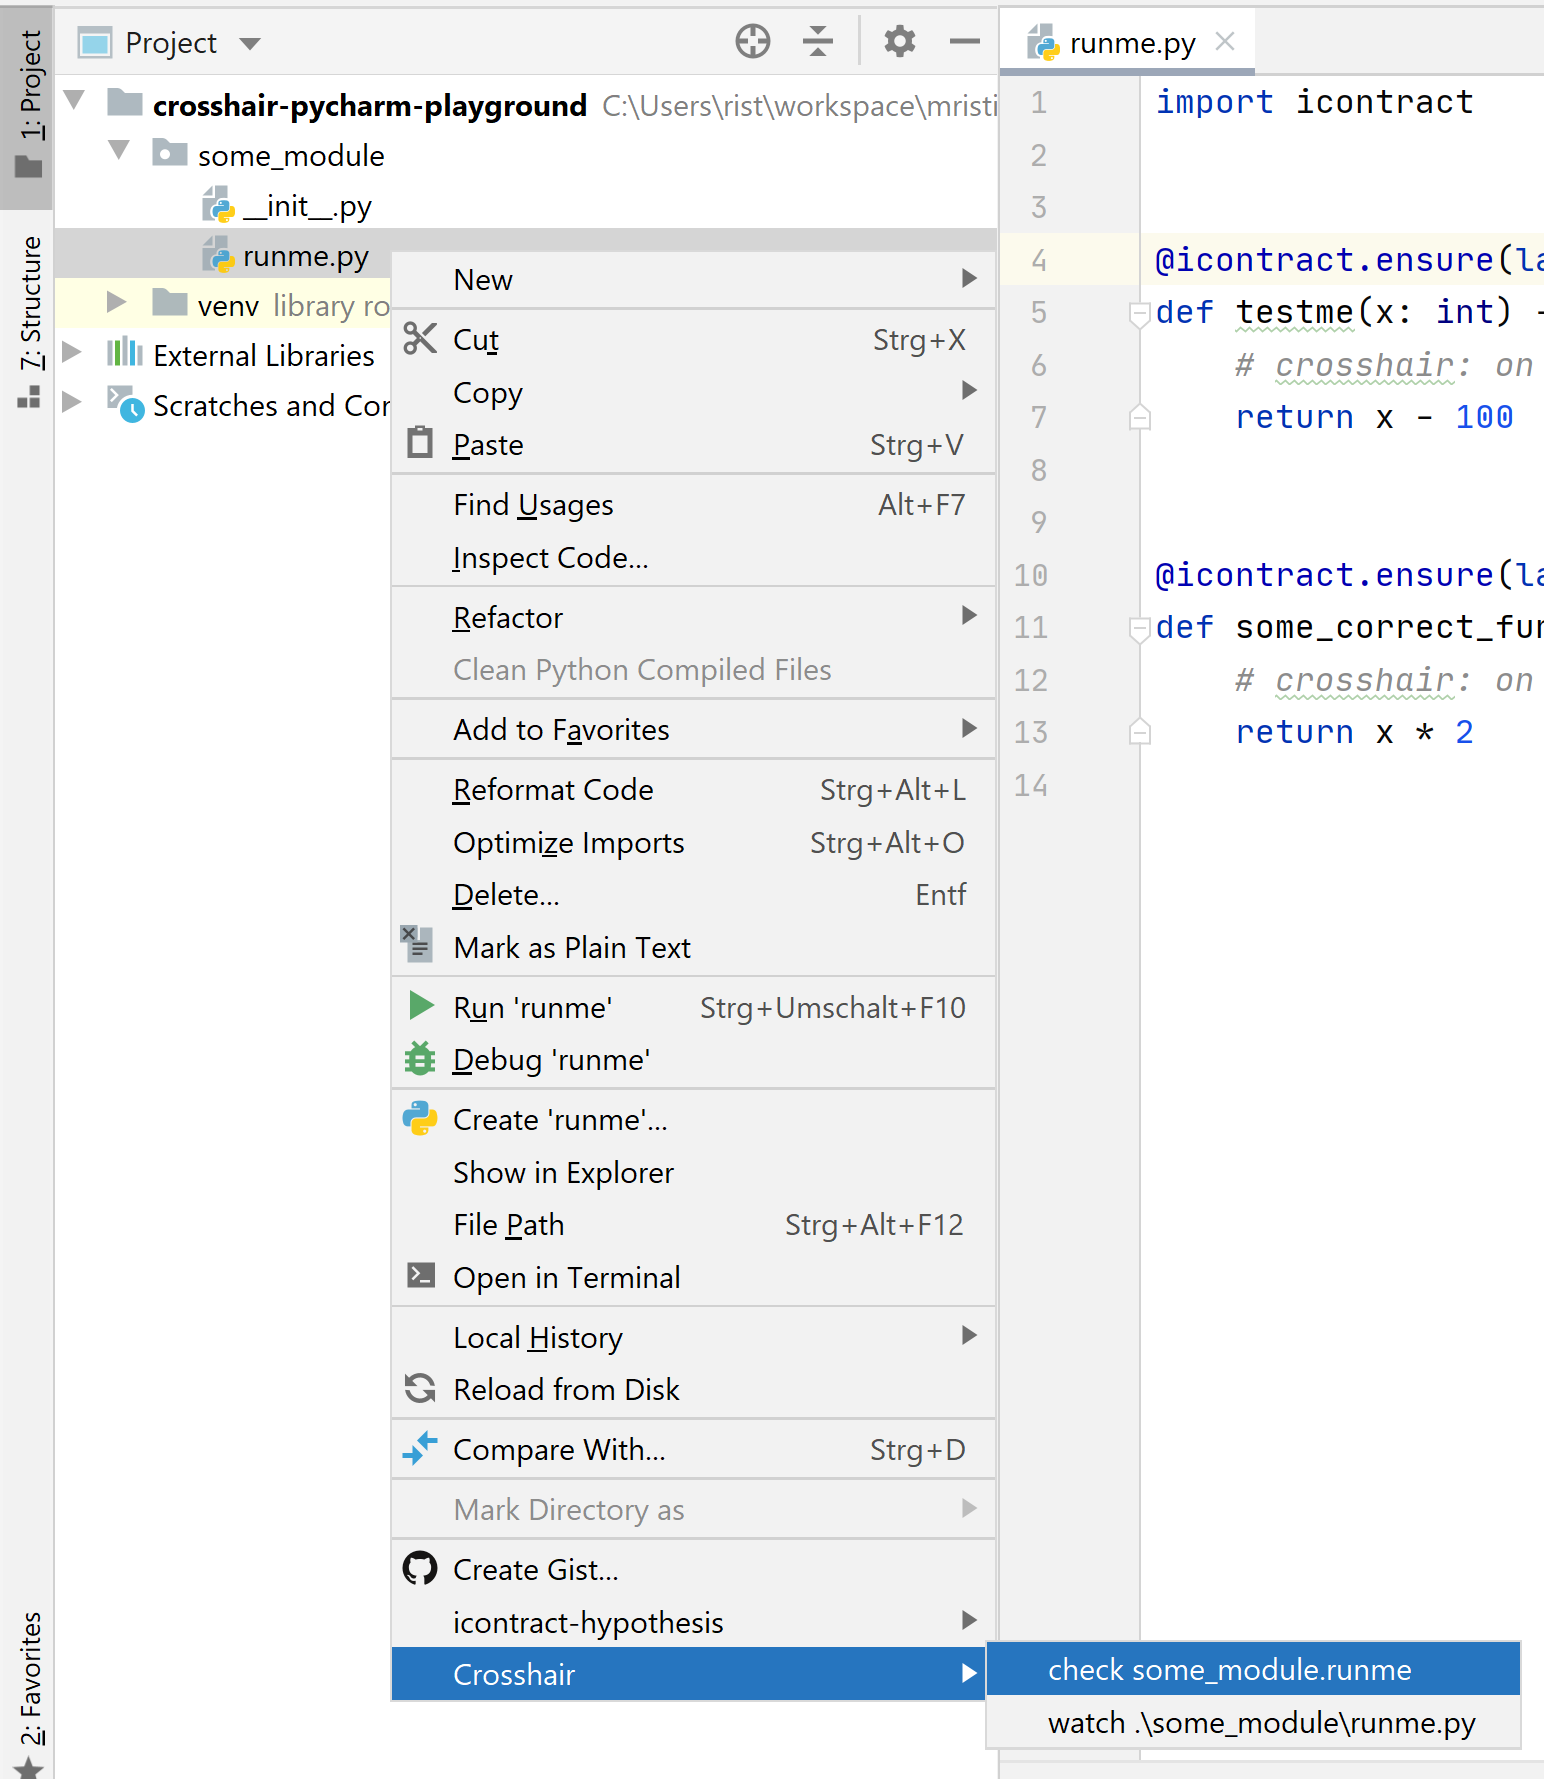 1: Project
7: Structure
2: Favorites
Project
crosshair-pycharm-playground C:\Users\rist\workspace\mristi
some_module
__init__.py
runme.py
venv library ro
External Libraries
Scratches and Cor
New
Cut Strg+X
Copy
Paste Strg+V
Find Usages Alt+F7
Inspect Code...
Refactor
Clean Python Compiled Files
Add to Favorites
Reformat Code Strg+Alt+L
Optimize Imports Strg+Alt+O
Delete... Entf
Mark as Plain Text
Run 'runme' Strg+Umschalt+F10
Debug 'runme'
Create 'runme'...
Show in Explorer
File Path Strg+Alt+F12
Open in Terminal
Local History
Reload from Disk
Compare With... Strg+D
Mark Directory as
Create Gist...
icontract-hypothesis
Crosshair
check some_module.runme
watch .\some_module\runme.py
runme.py
1 import icontract
2
3
4 @icontract.ensure(la
5 def testme(x: int) -
6 # crosshair: on
7 return x - 100
8
9
10 @icontract.ensure(la
11 def some_correct_fun
12 # crosshair: on
13 return x * 2
14